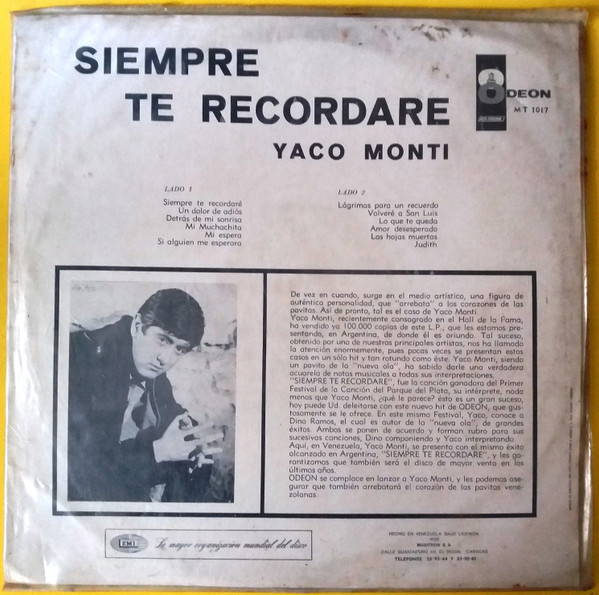 SIEMPRE
TE RECORDARE
YACO MONTI
ODEON
MT 1017
LADO 1
Siempre te recordaré
Un dolor de adiós
Detrás de mi sonrisa
Mi Muchachita
Mi espera
Si alguien me esperara
LADO 2
Lágrimas para un recuerdo
Volveré a San Luis
Lo que te queda
Amor desesperado
Las hojas muertas
Judith
De vez en cuando, surge en el medio artístico, una figura de
auténtica personalidad, que "arrebata" a los corazones de las
pavitas. Así de pronto, tal es el caso de Yaco Monti
Yaco Monti, recientemente consagrado en el Hall de la Fama,
ha vendido ya 100.000 copias de este L.P., que les estamos pre-
sentando, en Argentina, de donde él es oriundo. Tal suceso,
obtenido por uno de nuestros principales artistas, nos ha llamado
la atención enormemente, pues pocas veces se presentan estos
casos en un sólo hit y tan rotundo como éste. Yaco Monti, siendo
un pavito de la "nueva ola", ha sabido darle una verdadera
acuarela de notas musicales a todas sus interpretaciones.
"SIEMPRE TE RECORDARE", fue la canción ganadora del Primer
Festival de la Canción del Parque del Plata, su intérprete, nada
menos que Yaco Monti, ¿qué le parece? ésto es un gran suceso,
hoy puede Ud. deleitarse con este nuevo hit de ODEON, que gus-
tosamente se le ofrece. En este mismo Festival, Yaco, conoce a
Dino Ramos, el cual es autor de la "nueva ola", de grandes
éxitos. Ambos se ponen de acuerdo y forman rubro para sus
sucesivas canciones, Dino componiendo y Yaco interpretando.
Aquí, en Venezuela, Yaco Monti, se presenta con el mismo éxito
alcanzado en Argentina, "SIEMPRE TE RECORDARE", y les ga-
rantizamos que también será el disco de mayor venta en los
últimos años.
ODEON se complace en lanzar a Yaco Monti, y les podemos ase-
gurar que también arrebatará el corazón de las pavitas vene-
zolanas.
EMI
La mayor organización mundial del disco
HECHO EN VENEZUELA BAJO LICENCIA
POR
CALLE GUAICAIPURO EN EL ROSAL CARACAS
TELEFONOS: